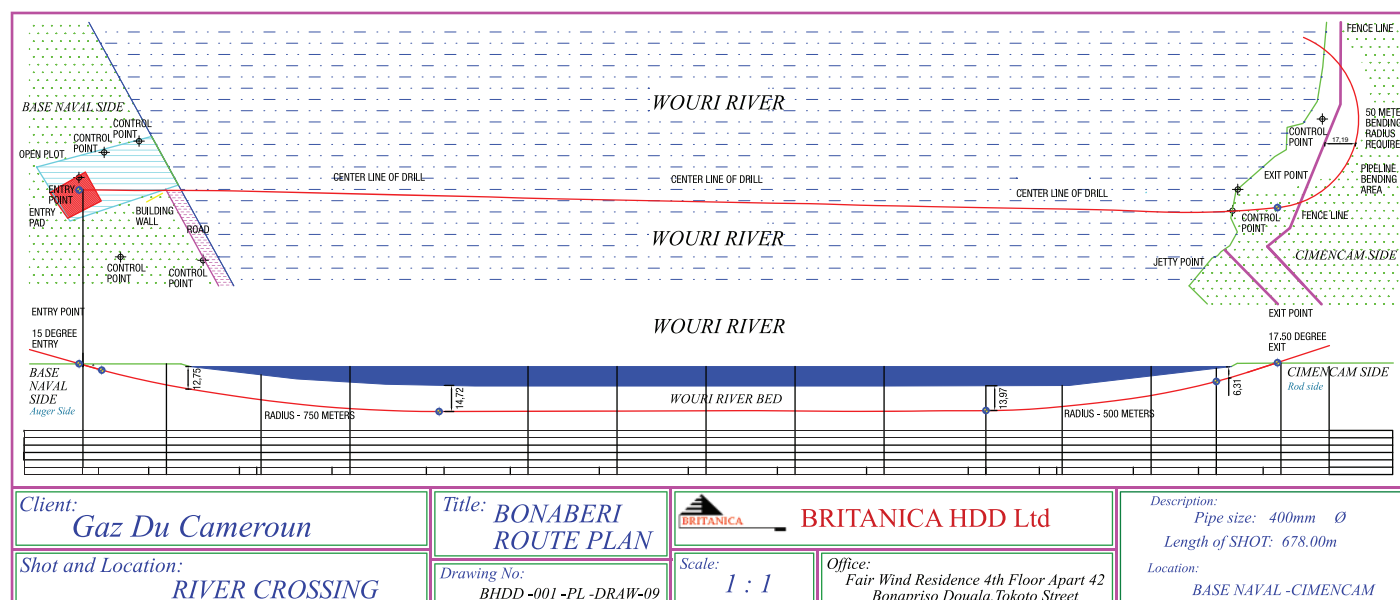 FENCE LINE
WOURI RIVER
BASE NAVAL SIDE
CONTROL
POINT
CONTROL
POINT
OPEN PLOT
50 METE
BENDING
RADIUS
REQUIRE
CONTROL
POINT
17,19
EXIT POINT
PIPELINE
BENDING
AREA
CENTER LINE OF DRILL
CENTER LINE OF DRILL
CENTER LINE OF DRILL
ENTRY
POINT
ENTRY
PAD
BUILDING
WALL
ROAD
CONTROL
POINT
FENCE LINE
WOURI RIVER
CONTROL
POINT
CONTROL
POINT
JETTY POINT
CIMENCAM SIDE
ENTRY POINT
EXIT POINT
WOURI RIVER
15 DEGREE
ENTRY
17.50 DEGREE
EXIT
BASE
NAVAL
SIDE
Auger Side
12,75
14,72
WOURI RIVER BED
13,97
6,31
CIMENCAM SIDE
Rod side
RADIUS - 750 METERS
RADIUS - 500 METERS
Client:
Gaz Du Cameroun
Title:
BONABERI
ROUTE PLAN
BRITANICA
BRITANICA HDD Ltd
Description:
Pipe size: 400mm Ø
Length of SHOT: 678.00m
Shot and Location:
RIVER CROSSING
Drawing No:
BHDD -001 -PL -DRAW-09
Scale:
1 : 1
Office:
Fair Wind Residence 4th Floor Apart 42
Bonapriso Douala,Tokoto Street
Location:
BASE NAVAL -CIMENCAM